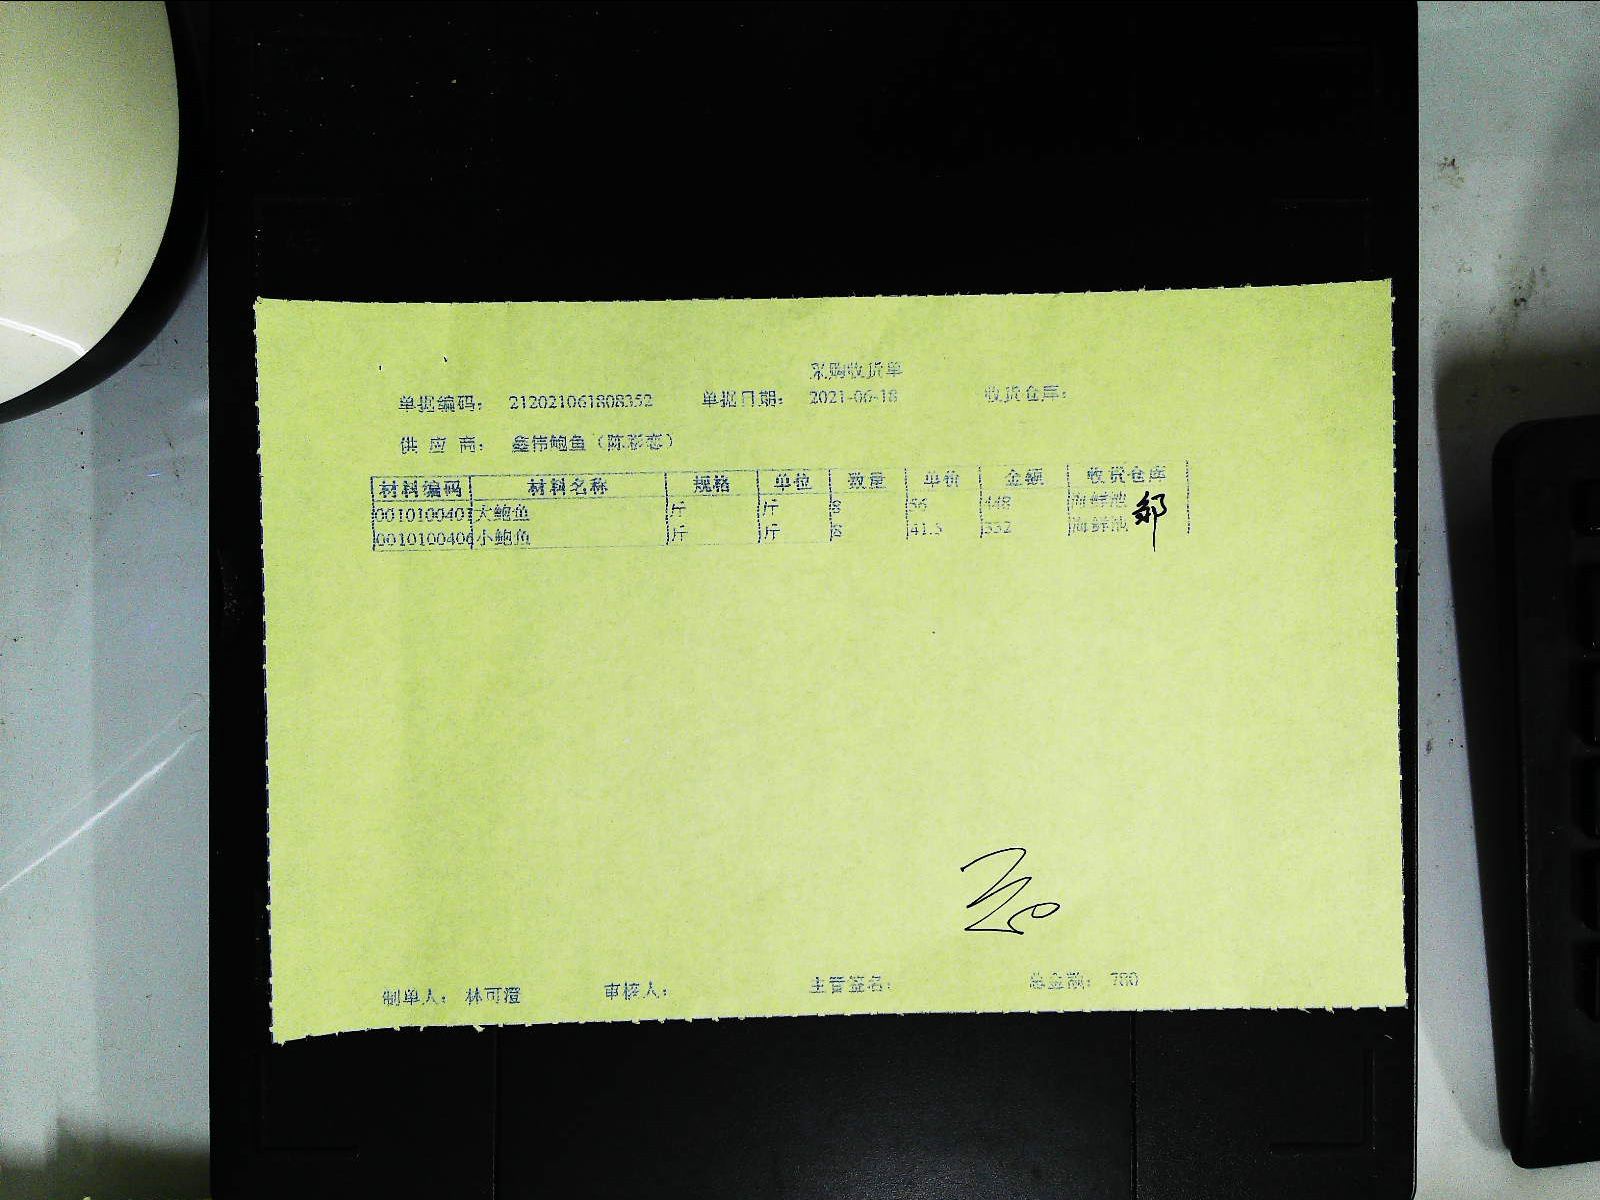 采购收货单
单据编码： 212021061808352 单据日期： 2021-06-18 收货仓库：
供 应 商： 鑫伟鲍鱼（陈彩恋）
材料编码 材料名称 规格 单位 数量 单价 金额 收货仓库
0010100401 大鲍鱼 斤 斤 8 56 448 海鲜池
0010100406 小鲍鱼 斤 斤 8 41.5 332 海鲜池
制单人： 林可澄 审核人： 主管签名： 总金额： 780